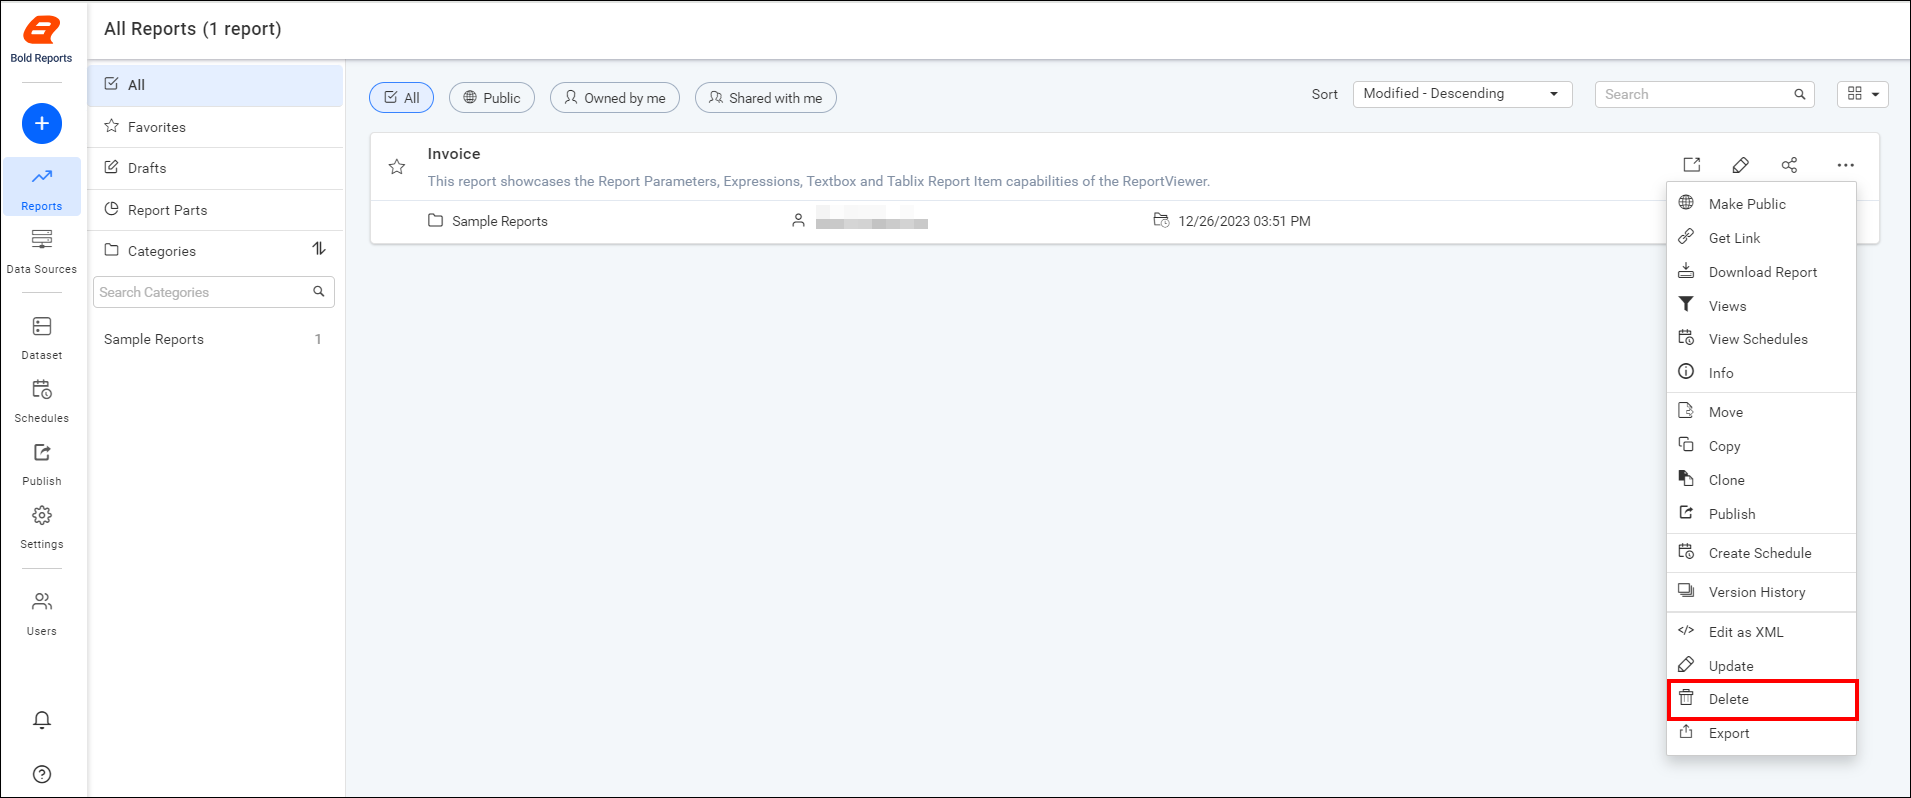 Bold Reports
Reports
Data Sources
Dataset
Schedules
Publish
Settings
Users
All Reports (1 report)
All
Favorites
Drafts
Report Parts
Categories
Search Categories
Sample Reports 1
All Public Owned by me Shared with me
Sort Modified - Descending Search
Invoice
This report showcases the Report Parameters, Expressions, Textbox and Tablix Report Item capabilities of the ReportViewer.
Sample Reports 12/26/2023 03:51 PM
Make Public
Get Link
Download Report
Views
View Schedules
Info
Move
Copy
Clone
Publish
Create Schedule
Version History
Edit as XML
Update
Delete
Export